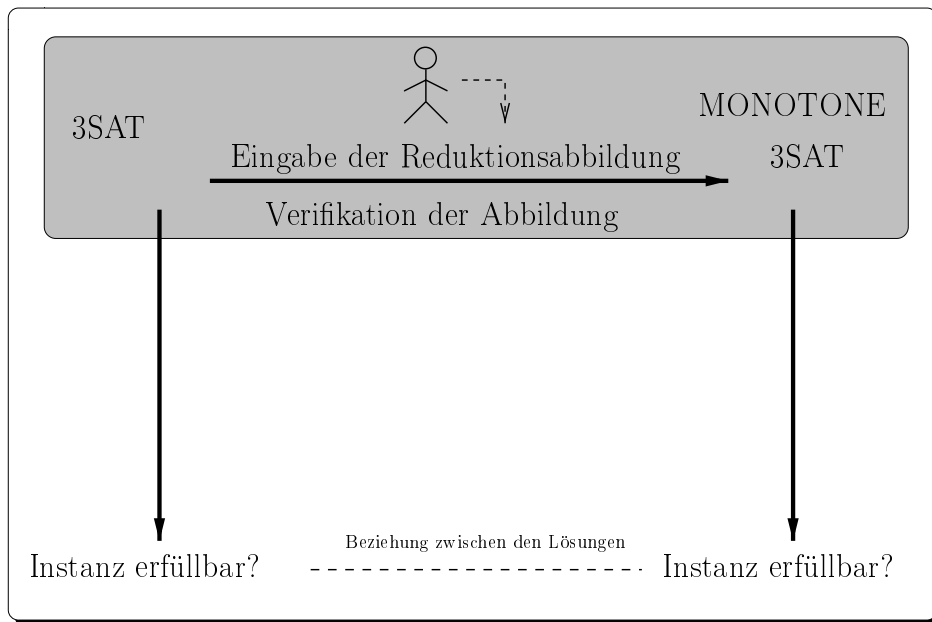 3SAT
MONOTONE
3SAT
Eingabe der Reduktionsabbildung
Verifikation der Abbildung
Beziehung zwischen den Lösungen
Instanz erfüllbar?
Instanz erfüllbar?